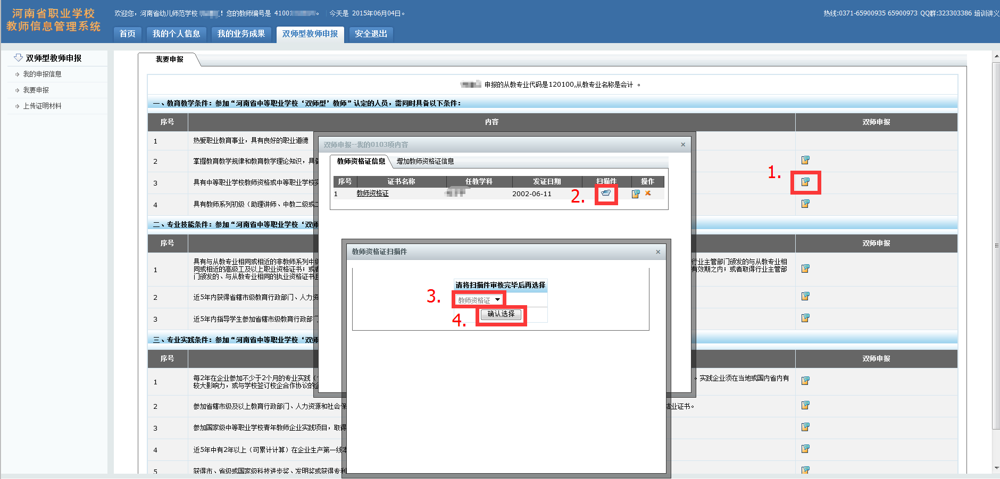 河南省职业学校
教师信息管理系统
欢迎您，河南省幼儿师范学校 ！您的教师编号是 41001 。 今天是 2015年06月04日。
热线:0371-65900935 65900973 QQ群:323303386 培训讲义
首页 我的个人信息 我的业务成果 双师型教师申报 安全退出
双师型教师申报
我的申报信息
我要申报
上传证明材料
我要申报
申报的从教专业代码是120100,从教专业名称是会计 。
一、教育教学条件：参加“河南省中等职业学校‘双师型’教师”认定的人员，需同时具备以下条件：
序号 内容 双师申报
1 热爱职业教育事业，具有良好的职业道德
2 掌握教育教学规律和教育教学理论知识，具备
3 具有中等职业学校教师资格或中等职业学校实
4 具有教师系列初级（助理讲师、中教二级或二
1.
双师申报--我的0103项内容 ×
教师资格证信息 增加教师资格证信息
序号 证书名称 任教学科 发证日期 扫描件 操作
1 教师资格证 2002-06-11
2.
二、专业技能条件：参加“河南省中等职业学校‘双师
序号 双师申报
1 具有与从教专业相同或相近的非教师系列中级 行业主管部门颁发的与从教专业相
同或相近的高级工及以上职业资格证书；或者 有效期之内；或者取得行业主管部
门颁发的、与从教专业相同的执业资格证书且
2 近5年内获得省辖市级教育行政部门、人力资
3 近5年内指导学生参加省辖市级教育行政部门
教师资格证扫描件 ×
请将扫描件审核完毕后再选择
3. 教师资格证
4. 确认选择
三、专业实践条件：参加“河南省中等职业学校‘双师
序号 双师申报
1 每2年在企业参加不少于2个月的专业实践（ 。实践企业须在当地或国内省内有
较大影响力，或与学校签订校企合作协议的企
2 参加省辖市级及以上教育行政部门、人力资源和社会保 结业证书。
3 参加国家级中等职业学校青年教师企业实践项目，取得
4 近5年中有2年以上（可累计计算）在企业生产第一线本
5 获得市、省级或国家级科技进步奖、发明奖或获得专利